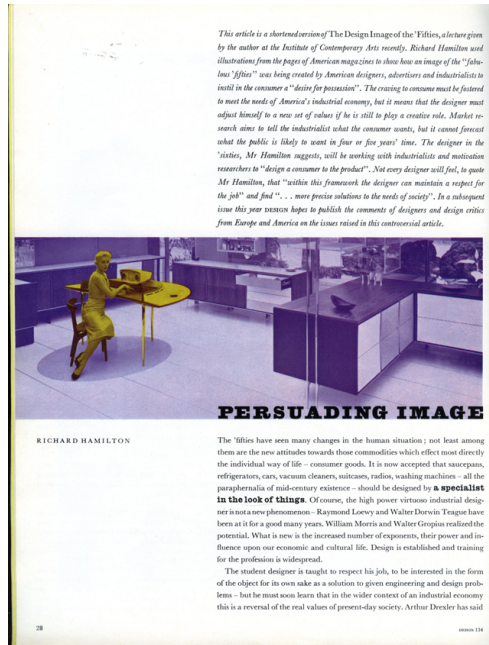 This article is a shortened version of The Design Image of the 'Fifties, a lecture given
by the author at the Institute of Contemporary Arts recently. Richard Hamilton used
illustrations from the pages of American magazines to show how an image of the "fabu-
lous 'fifties" was being created by American designers, advertisers and industrialists to
instil in the consumer a "desire for possession". The craving to consume must be fostered
to meet the needs of America's industrial economy, but it means that the designer must
adjust himself to a new set of values if he is still to play a creative role. Market re-
search aims to tell the industrialist what the consumer wants, but it cannot forecast
what the public is likely to want in four or five years' time. The designer in the
'sixties, Mr Hamilton suggests, will be working with industrialists and motivation
researchers to "design a consumer to the product". Not every designer will feel, to quote
Mr Hamilton, that "within this framework the designer can maintain a respect for
the job" and find ". . . more precise solutions to the needs of society". In a subsequent
issue this year DESIGN hopes to publish the comments of designers and design critics
from Europe and America on the issues raised in this controversial article.
PERSUADING IMAGE
RICHARD HAMILTON
The 'fifties have seen many changes in the human situation; not least among
them are the new attitudes towards those commodities which effect most directly
the individual way of life – consumer goods. It is now accepted that saucepans,
refrigerators, cars, vacuum cleaners, suitcases, radios, washing machines – all the
paraphernalia of mid-century existence – should be designed by a specialist
in the look of things. Of course, the high power virtuoso industrial desig-
ner is not a new phenomenon – Raymond Loewy and Walter Dorwin Teague have
been at it for a good many years. William Morris and Walter Gropius realized the
potential. What is new is the increased number of exponents, their power and in-
fluence upon our economic and cultural life. Design is established and training
for the profession is widespread.
The student designer is taught to respect his job, to be interested in the form
of the object for its own sake as a solution to given engineering and design prob-
lems – but he must soon learn that in the wider context of an industrial economy
this is a reversal of the real values of present-day society. Arthur Drexler has said
28
DESIGN 134